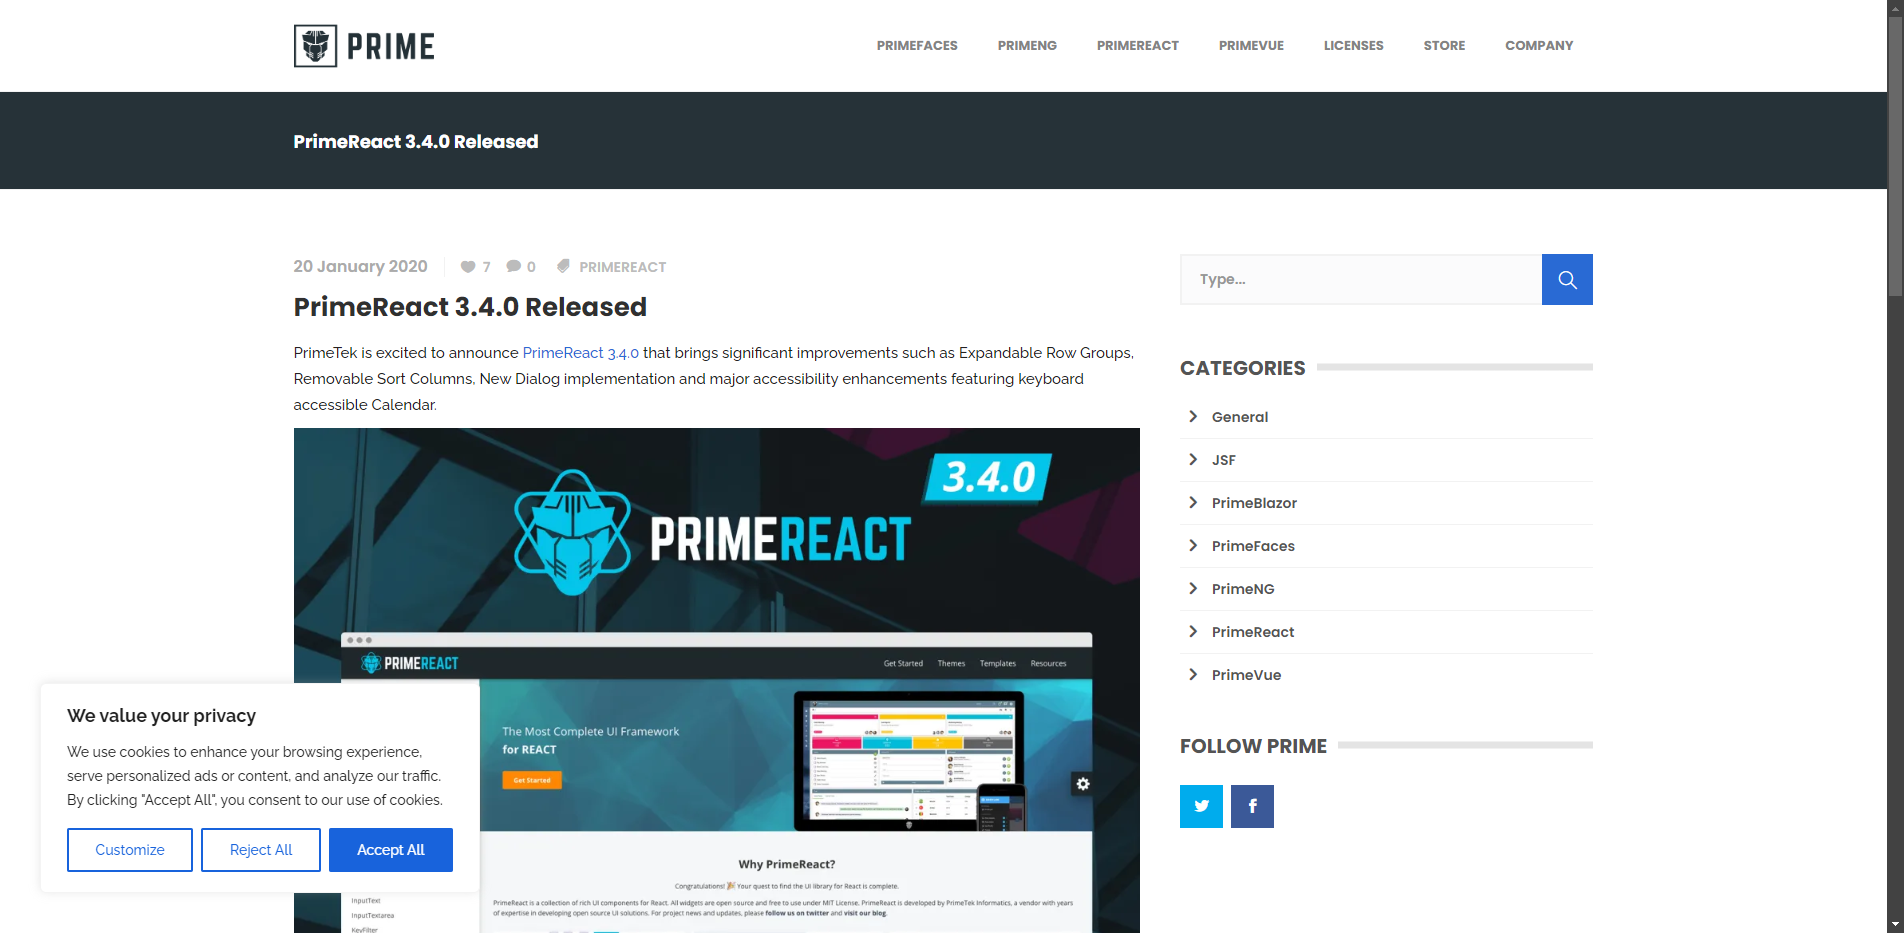 PRIME
PRIMEFACES PRIMENG PRIMEREACT PRIMEVUE LICENSES STORE COMPANY
PrimeReact 3.4.0 Released
20 January 2020 7 0 PRIMEREACT
PrimeReact 3.4.0 Released
PrimeTek is excited to announce PrimeReact 3.4.0 that brings significant improvements such as Expandable Row Groups,
Removable Sort Columns, New Dialog implementation and major accessibility enhancements featuring keyboard
accessible Calendar.
3.4.0
PRIMEREACT
PRIMEREACT
Get Started Themes Templates Resources
The Most Complete UI Framework
for REACT
Get Started
Why PrimeReact?
Congratulations! Your quest to find the UI library for React is complete.
PrimeReact is a collection of rich UI components for React. All widgets are open source and free to use under MIT License. PrimeReact is developed by PrimeTek Informatics, a vendor with years
of expertise in developing open source UI solutions. For project news and updates, please follow us on twitter and visit our blog.
InputText
InputTextarea
KeyFilter
We value your privacy
We use cookies to enhance your browsing experience,
serve personalized ads or content, and analyze our traffic.
By clicking "Accept All", you consent to our use of cookies.
Customize Reject All Accept All
Type...
CATEGORIES
General
JSF
PrimeBlazor
PrimeFaces
PrimeNG
PrimeReact
PrimeVue
FOLLOW PRIME